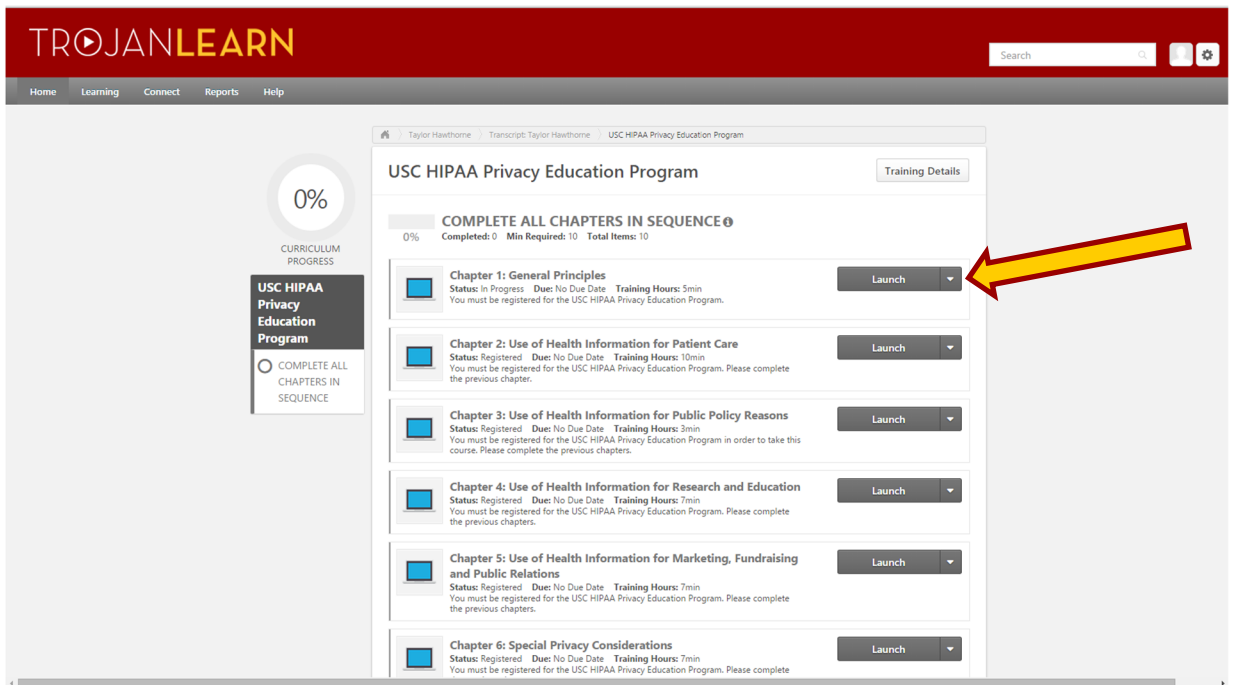 TROJANLEARN
Search
Home Learning Connect Reports Help
Taylor Hawthorne Transcript: Taylor Hawthorne USC HIPAA Privacy Education Program
0%
CURRICULUM
PROGRESS
USC HIPAA
Privacy
Education
Program
COMPLETE ALL
CHAPTERS IN
SEQUENCE
USC HIPAA Privacy Education Program
Training Details
COMPLETE ALL CHAPTERS IN SEQUENCE
0% Completed: 0 Min Required: 10 Total Items: 10
Chapter 1: General Principles
Status: In Progress Due: No Due Date Training Hours: 5min
You must be registered for the USC HIPAA Privacy Education Program.
Launch
Chapter 2: Use of Health Information for Patient Care
Status: Registered Due: No Due Date Training Hours: 10min
You must be registered for the USC HIPAA Privacy Education Program. Please complete
the previous chapter.
Launch
Chapter 3: Use of Health Information for Public Policy Reasons
Status: Registered Due: No Due Date Training Hours: 3min
You must be registered for the USC HIPAA Privacy Education Program in order to take this
course. Please complete the previous chapters.
Launch
Chapter 4: Use of Health Information for Research and Education
Status: Registered Due: No Due Date Training Hours: 7min
You must be registered for the USC HIPAA Privacy Education Program. Please complete
the previous chapters.
Launch
Chapter 5: Use of Health Information for Marketing, Fundraising
and Public Relations
Status: Registered Due: No Due Date Training Hours: 7min
You must be registered for the USC HIPAA Privacy Education Program. Please complete
the previous chapters.
Launch
Chapter 6: Special Privacy Considerations
Status: Registered Due: No Due Date Training Hours: 7min
You must be registered for the USC HIPAA Privacy Education Program. Please complete
Launch